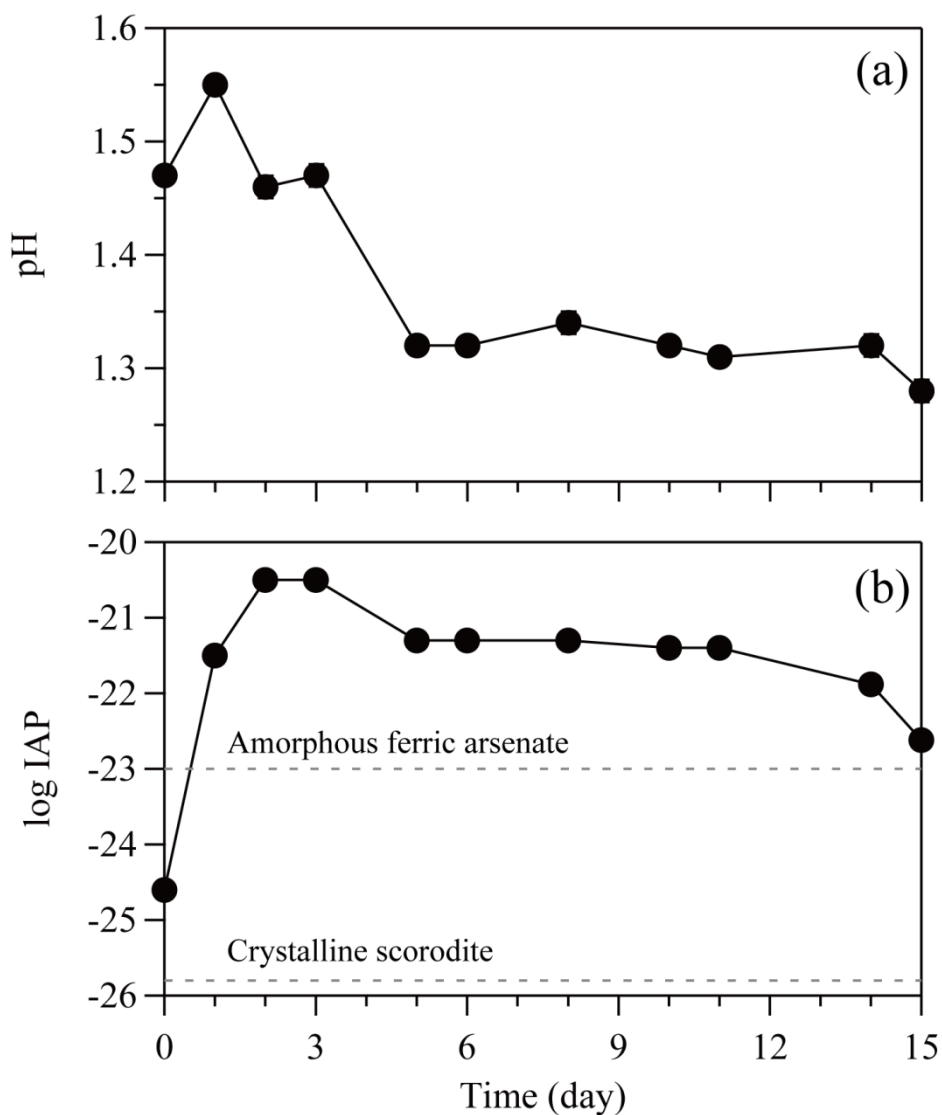 1.6
(a)
1.5
1.4
pH
1.3
1.2
-20
(b)
-21
-22
Amorphous ferric arsenate
log IAP
-23
-24
-25
Crystalline scorodite
-26
0 3 6 9 12 15
Time (day)